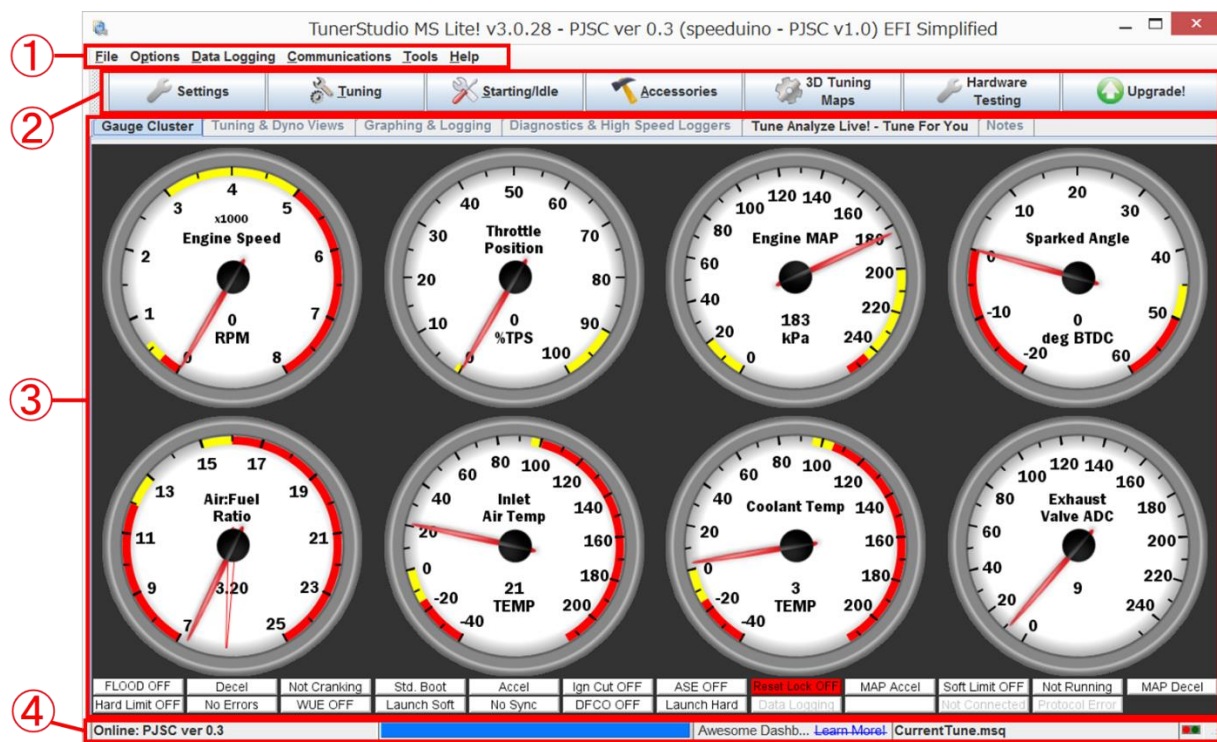 TunerStudio MS Lite! v3.0.28 - PJSC ver 0.3 (speeduino - PJSC v1.0) EFI Simplified
①
File Options Data Logging Communications Tools Help
②
Settings Tuning Starting/Idle Accessories 3D Tuning Maps Hardware Testing Upgrade!
③
Gauge Cluster Tuning & Dyno Views Graphing & Logging Diagnostics & High Speed Loggers Tune Analyze Live! - Tune For You Notes
0 1 2 3 4 5 6 7 8
x1000
Engine Speed
0
RPM
0 10 20 30 40 50 60 70 80 90 100
Throttle
Position
0
%TPS
0 20 40 60 80 100 120 140 160 180 200 220 240
Engine MAP
183
kPa
-20 -10 0 10 20 30 40 50 60
Sparked Angle
0
deg BTDC
7 9 11 13 15 17 19 21 23 25
Air:Fuel
Ratio
3.20
-40 -20 0 20 40 60 80 100 120 140 160 180 200
Inlet
Air Temp
21
TEMP
-40 -20 0 20 40 60 80 100 120 140 160 180 200
Coolant Temp
3
TEMP
0 20 40 60 80 100 120 140 160 180 200 220 240
Exhaust
Valve ADC
9
FLOOD OFF Decel Not Cranking Std. Boot Accel Ign Cut OFF ASE OFF Reset Lock OFF MAP Accel Soft Limit OFF Not Running MAP Decel
Hard Limit OFF No Errors WUE OFF Launch Soft No Sync DFCO OFF Launch Hard Data Logging Not Connected Protocol Error
④
Online: PJSC ver 0.3 Awesome Dashb... Learn More! CurrentTune.msq